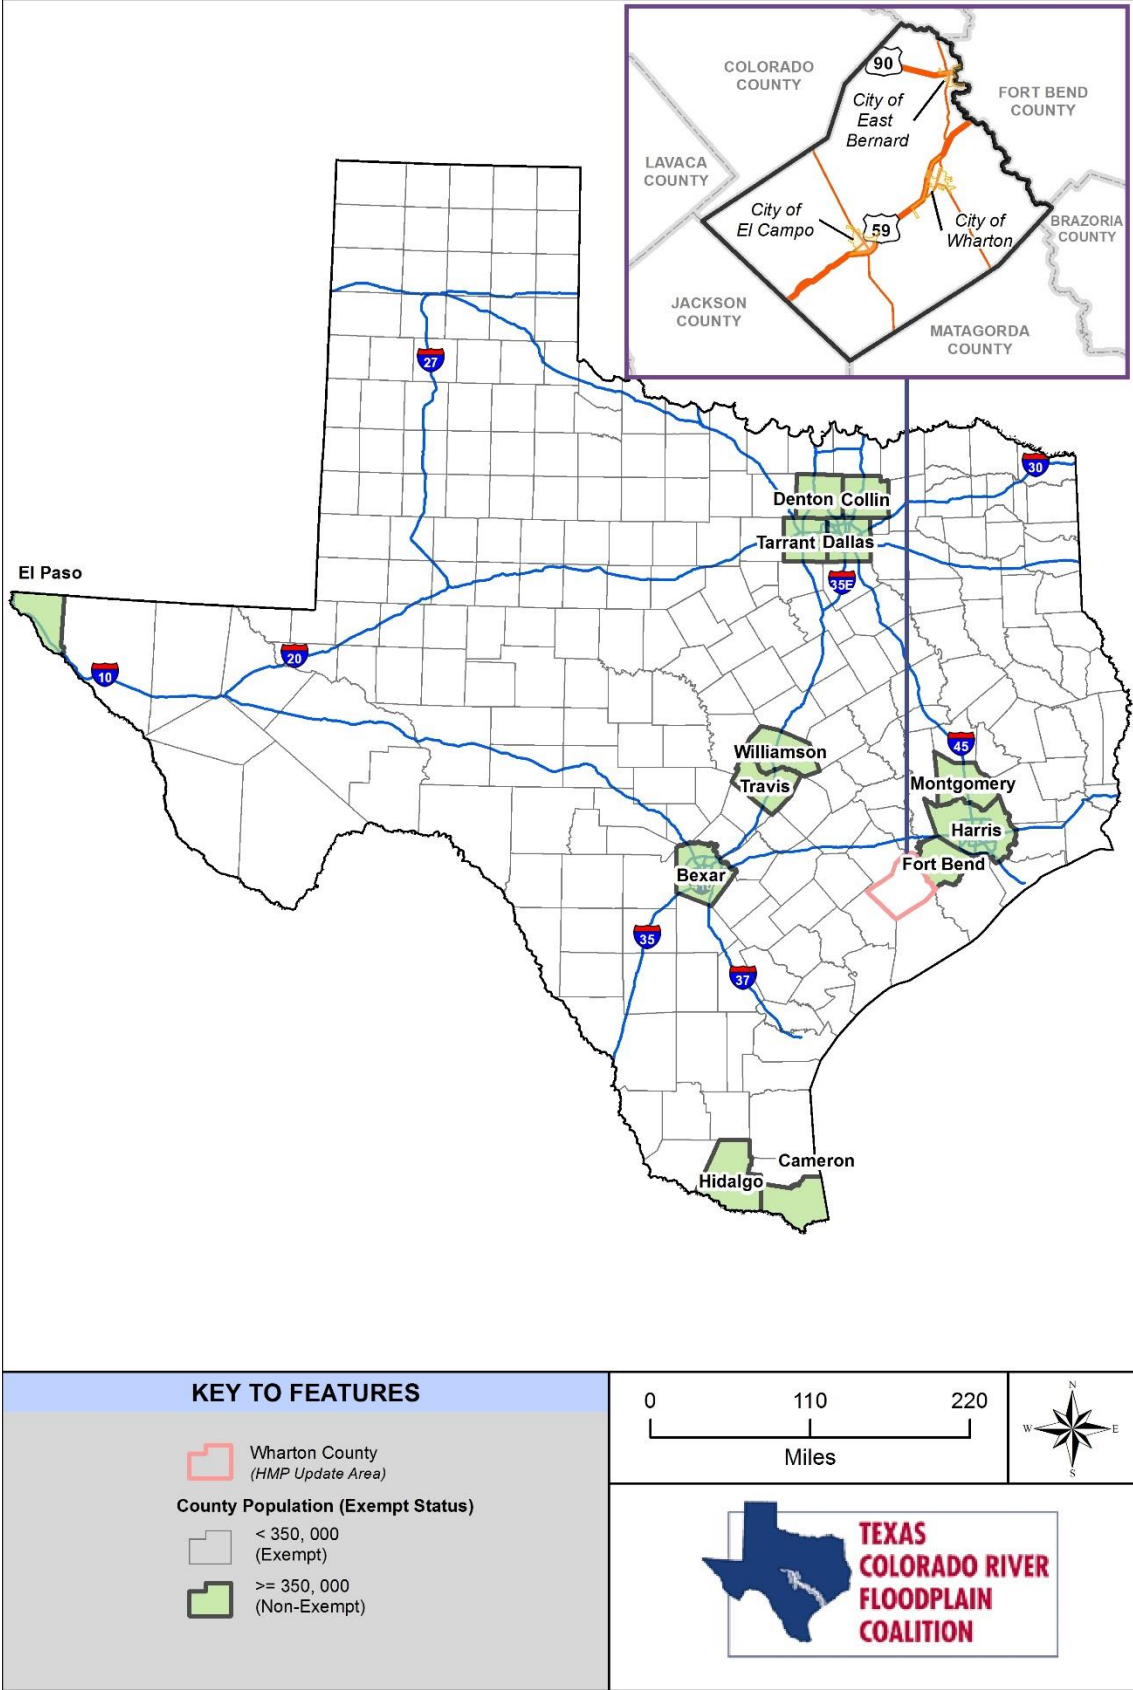 COLORADO
COUNTY
90
City of
East
Bernard
FORT BEND
COUNTY
LAVACA
COUNTY
City of
El Campo
59
City of
Wharton
BRAZORIA
COUNTY
JACKSON
COUNTY
MATAGORDA
COUNTY
27
30
Denton Collin
Tarrant Dallas
35E
El Paso
20
10
45
Williamson
Travis
Montgomery
Harris
Fort Bend
Bexar
35
37
Cameron
Hidalgo
KEY TO FEATURES
Wharton County
(HMP Update Area)
County Population (Exempt Status)
< 350, 000
(Exempt)
>= 350, 000
(Non-Exempt)
0 110 220
Miles
N
W E
S
TEXAS
COLORADO RIVER
FLOODPLAIN
COALITION